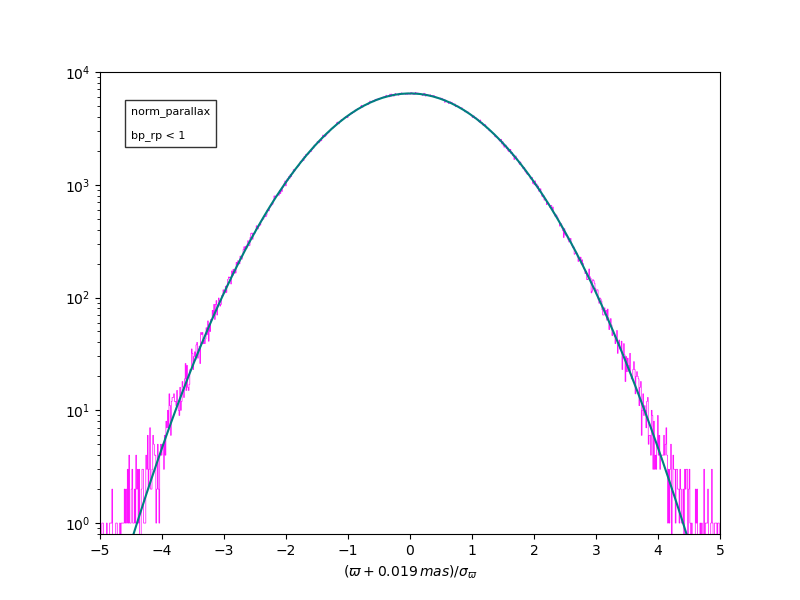 10^4
10^3
10^2
10^1
10^0
norm_parallax
bp_rp < 1
−5 −4 −3 −2 −1 0 1 2 3 4 5
(ϖ + 0.019 mas)/σ_ϖ